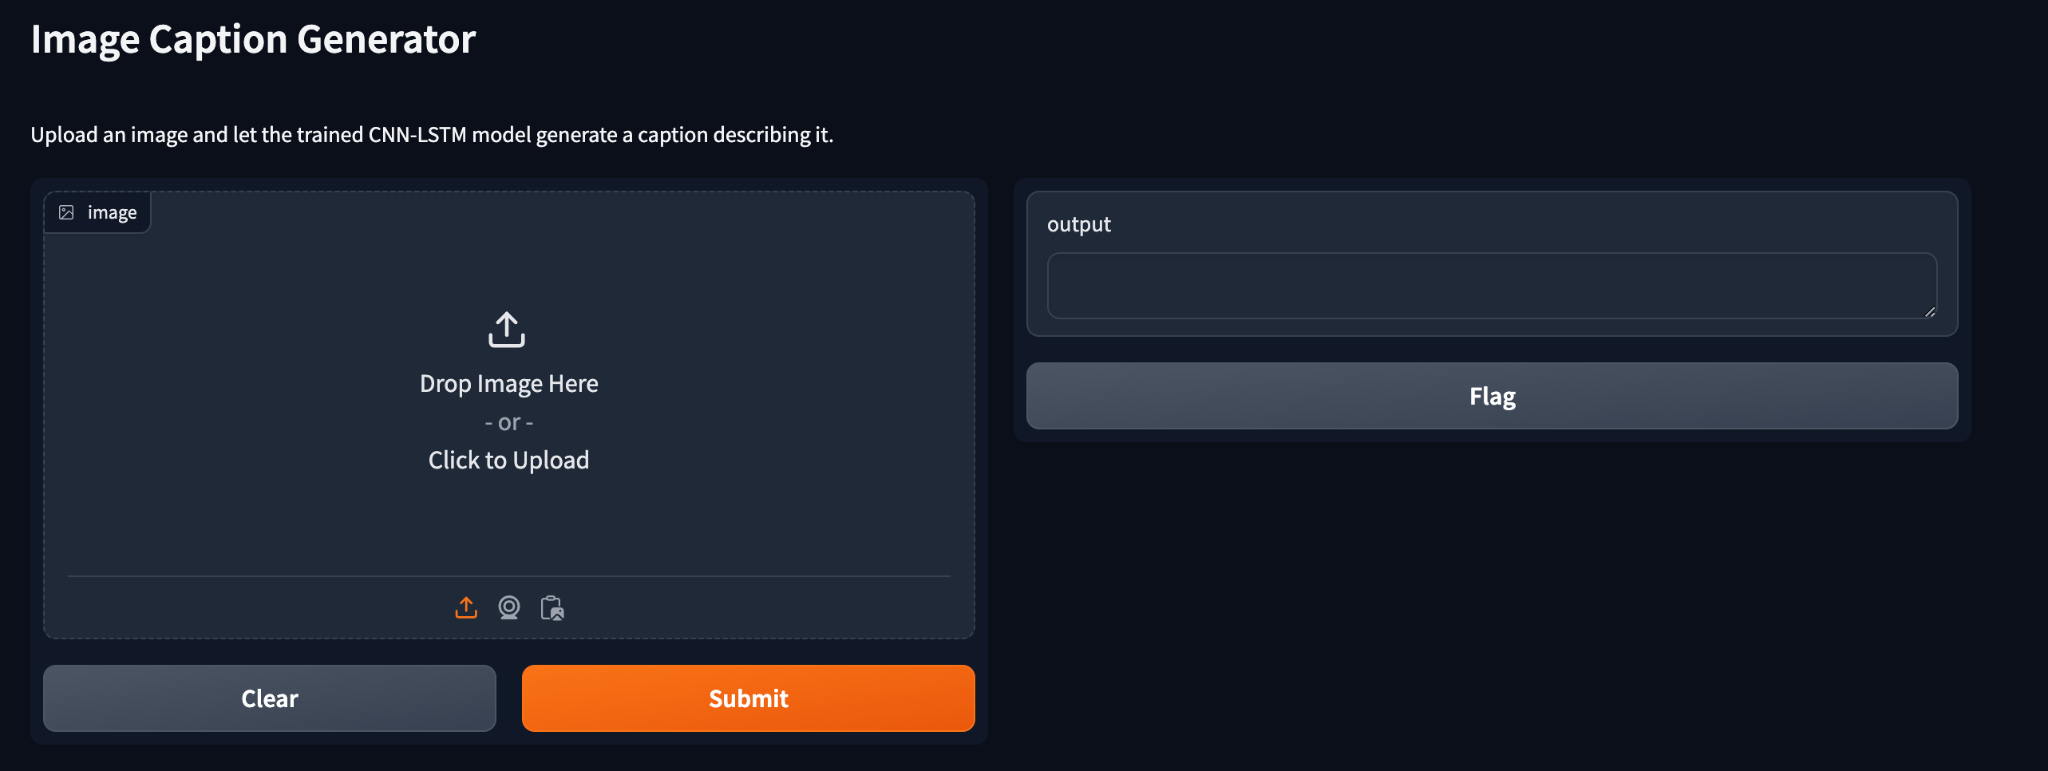 Image Caption Generator
Upload an image and let the trained CNN-LSTM model generate a caption describing it.
image
Drop Image Here
- or -
Click to Upload
Clear
Submit
output
Flag